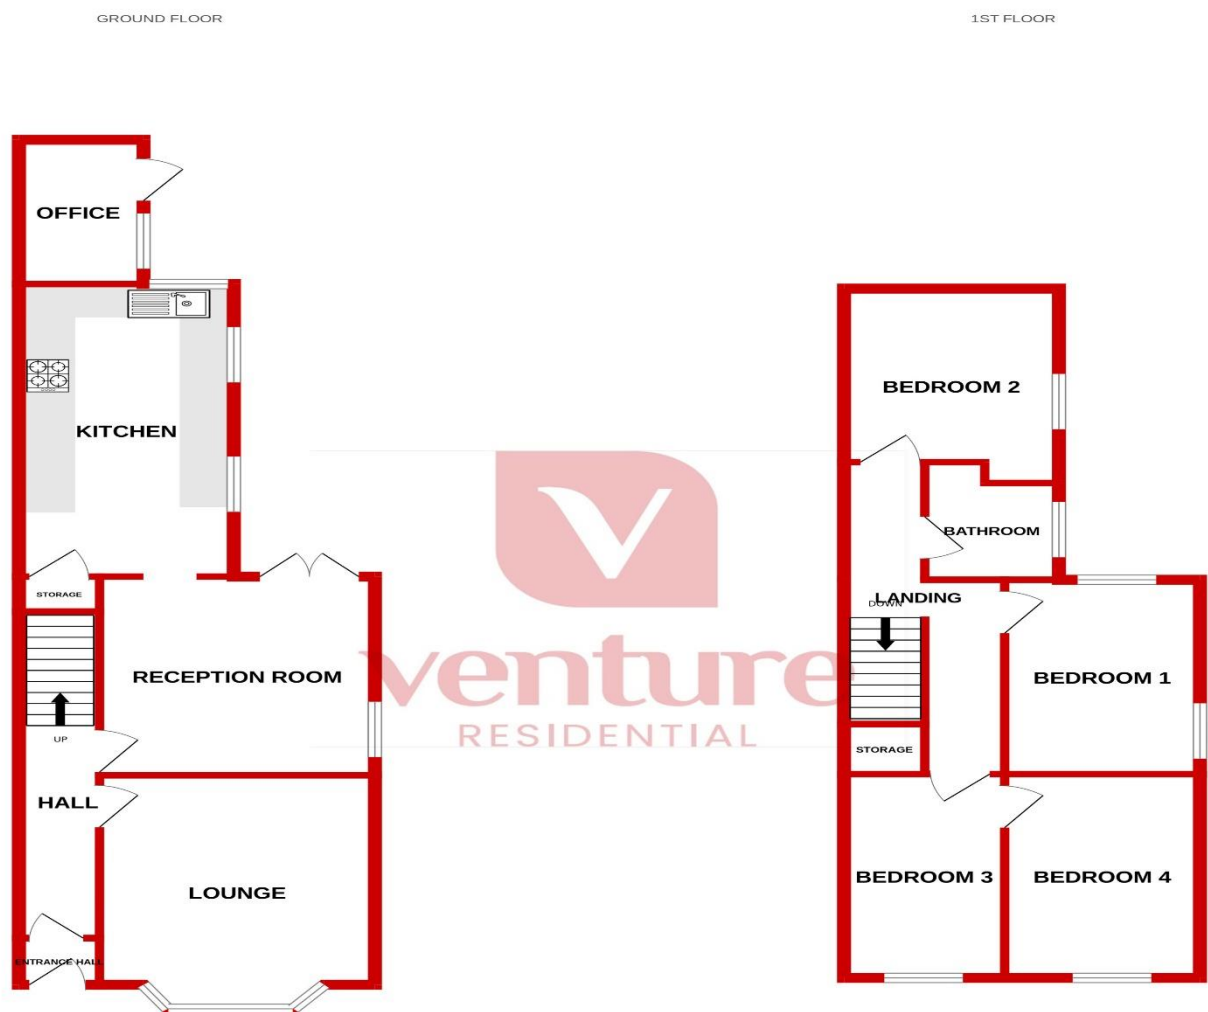 GROUND FLOOR
1ST FLOOR
OFFICE
KITCHEN
STORAGE
RECEPTION ROOM
UP
HALL
LOUNGE
ENTRANCE HALL
venture
RESIDENTIAL
BEDROOM 2
BATHROOM
LANDING
DOWN
BEDROOM 1
STORAGE
BEDROOM 3
BEDROOM 4